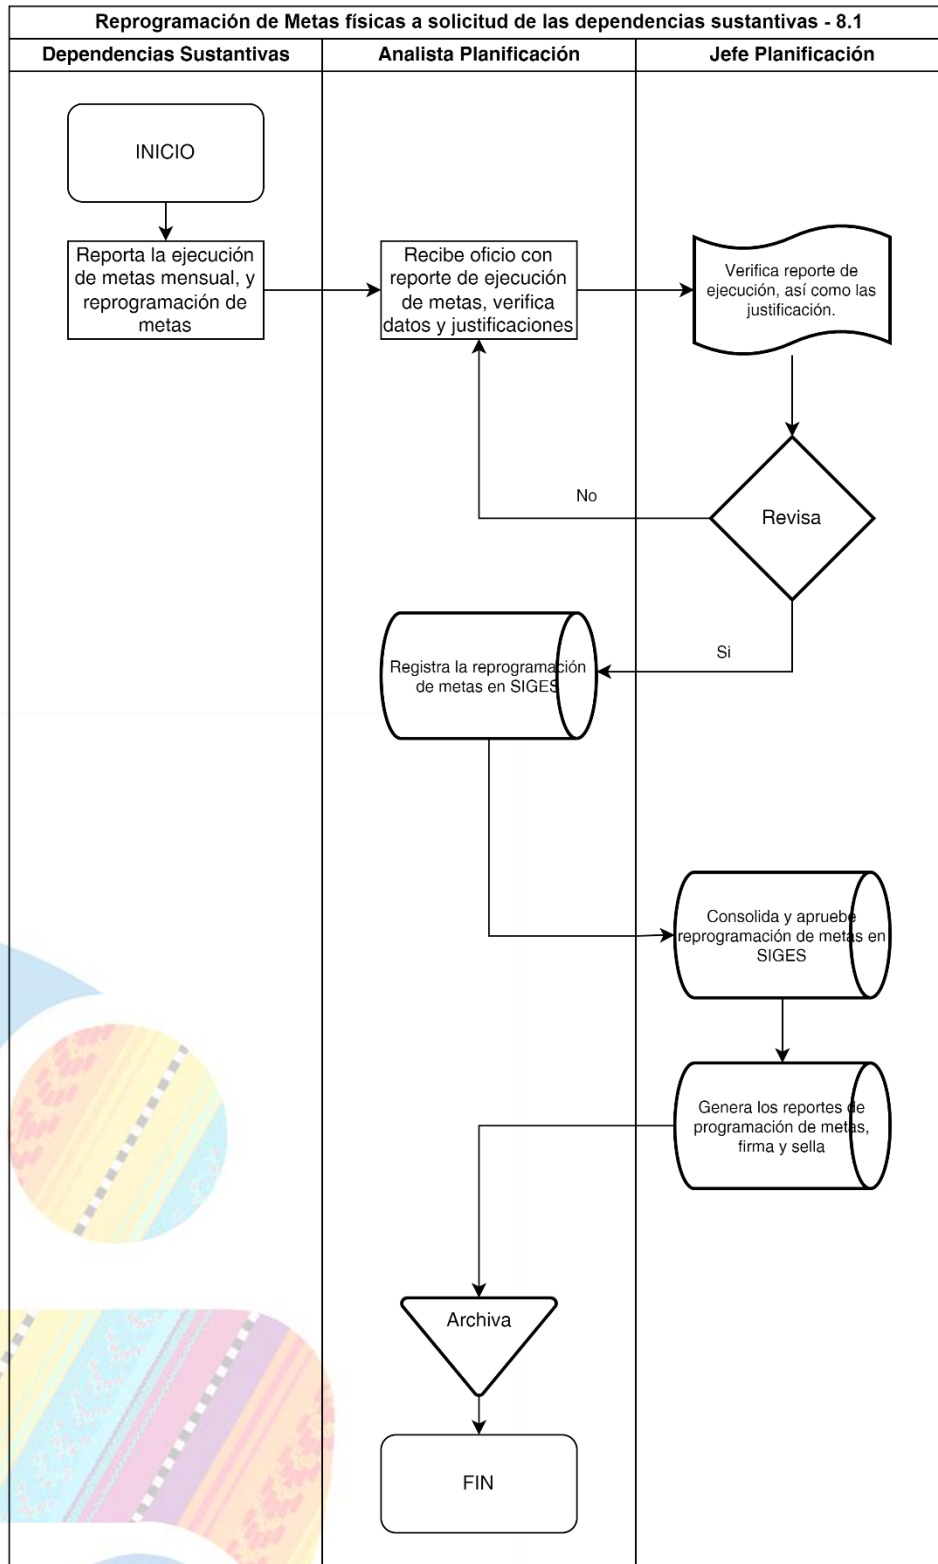 Reprogramación de Metas físicas a solicitud de las dependencias sustantivas - 8.1
Dependencias Sustantivas
Analista Planificación
Jefe Planificación
INICIO
Reporta la ejecución
de metas mensual, y
reprogramación de
metas
Recibe oficio con
reporte de ejecución
de metas, verifica
datos y justificaciones
Verifica reporte de
ejecución, así como las
justificación.
Revisa
No
Si
Registra la reprogramación
de metas en SIGES
Consolida y apruebe
reprogramación de metas en
SIGES
Genera los reportes de
programación de metas,
firma y sella
Archiva
FIN